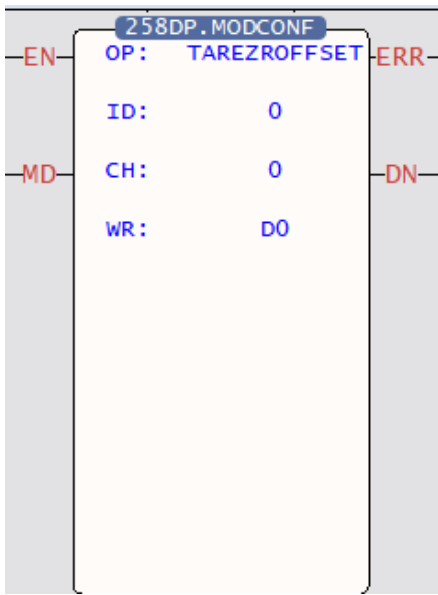 258DP.MODCONF
EN OP: TAREZROFFSET ERR
ID: 0
MD CH: 0 DN
WR: D0